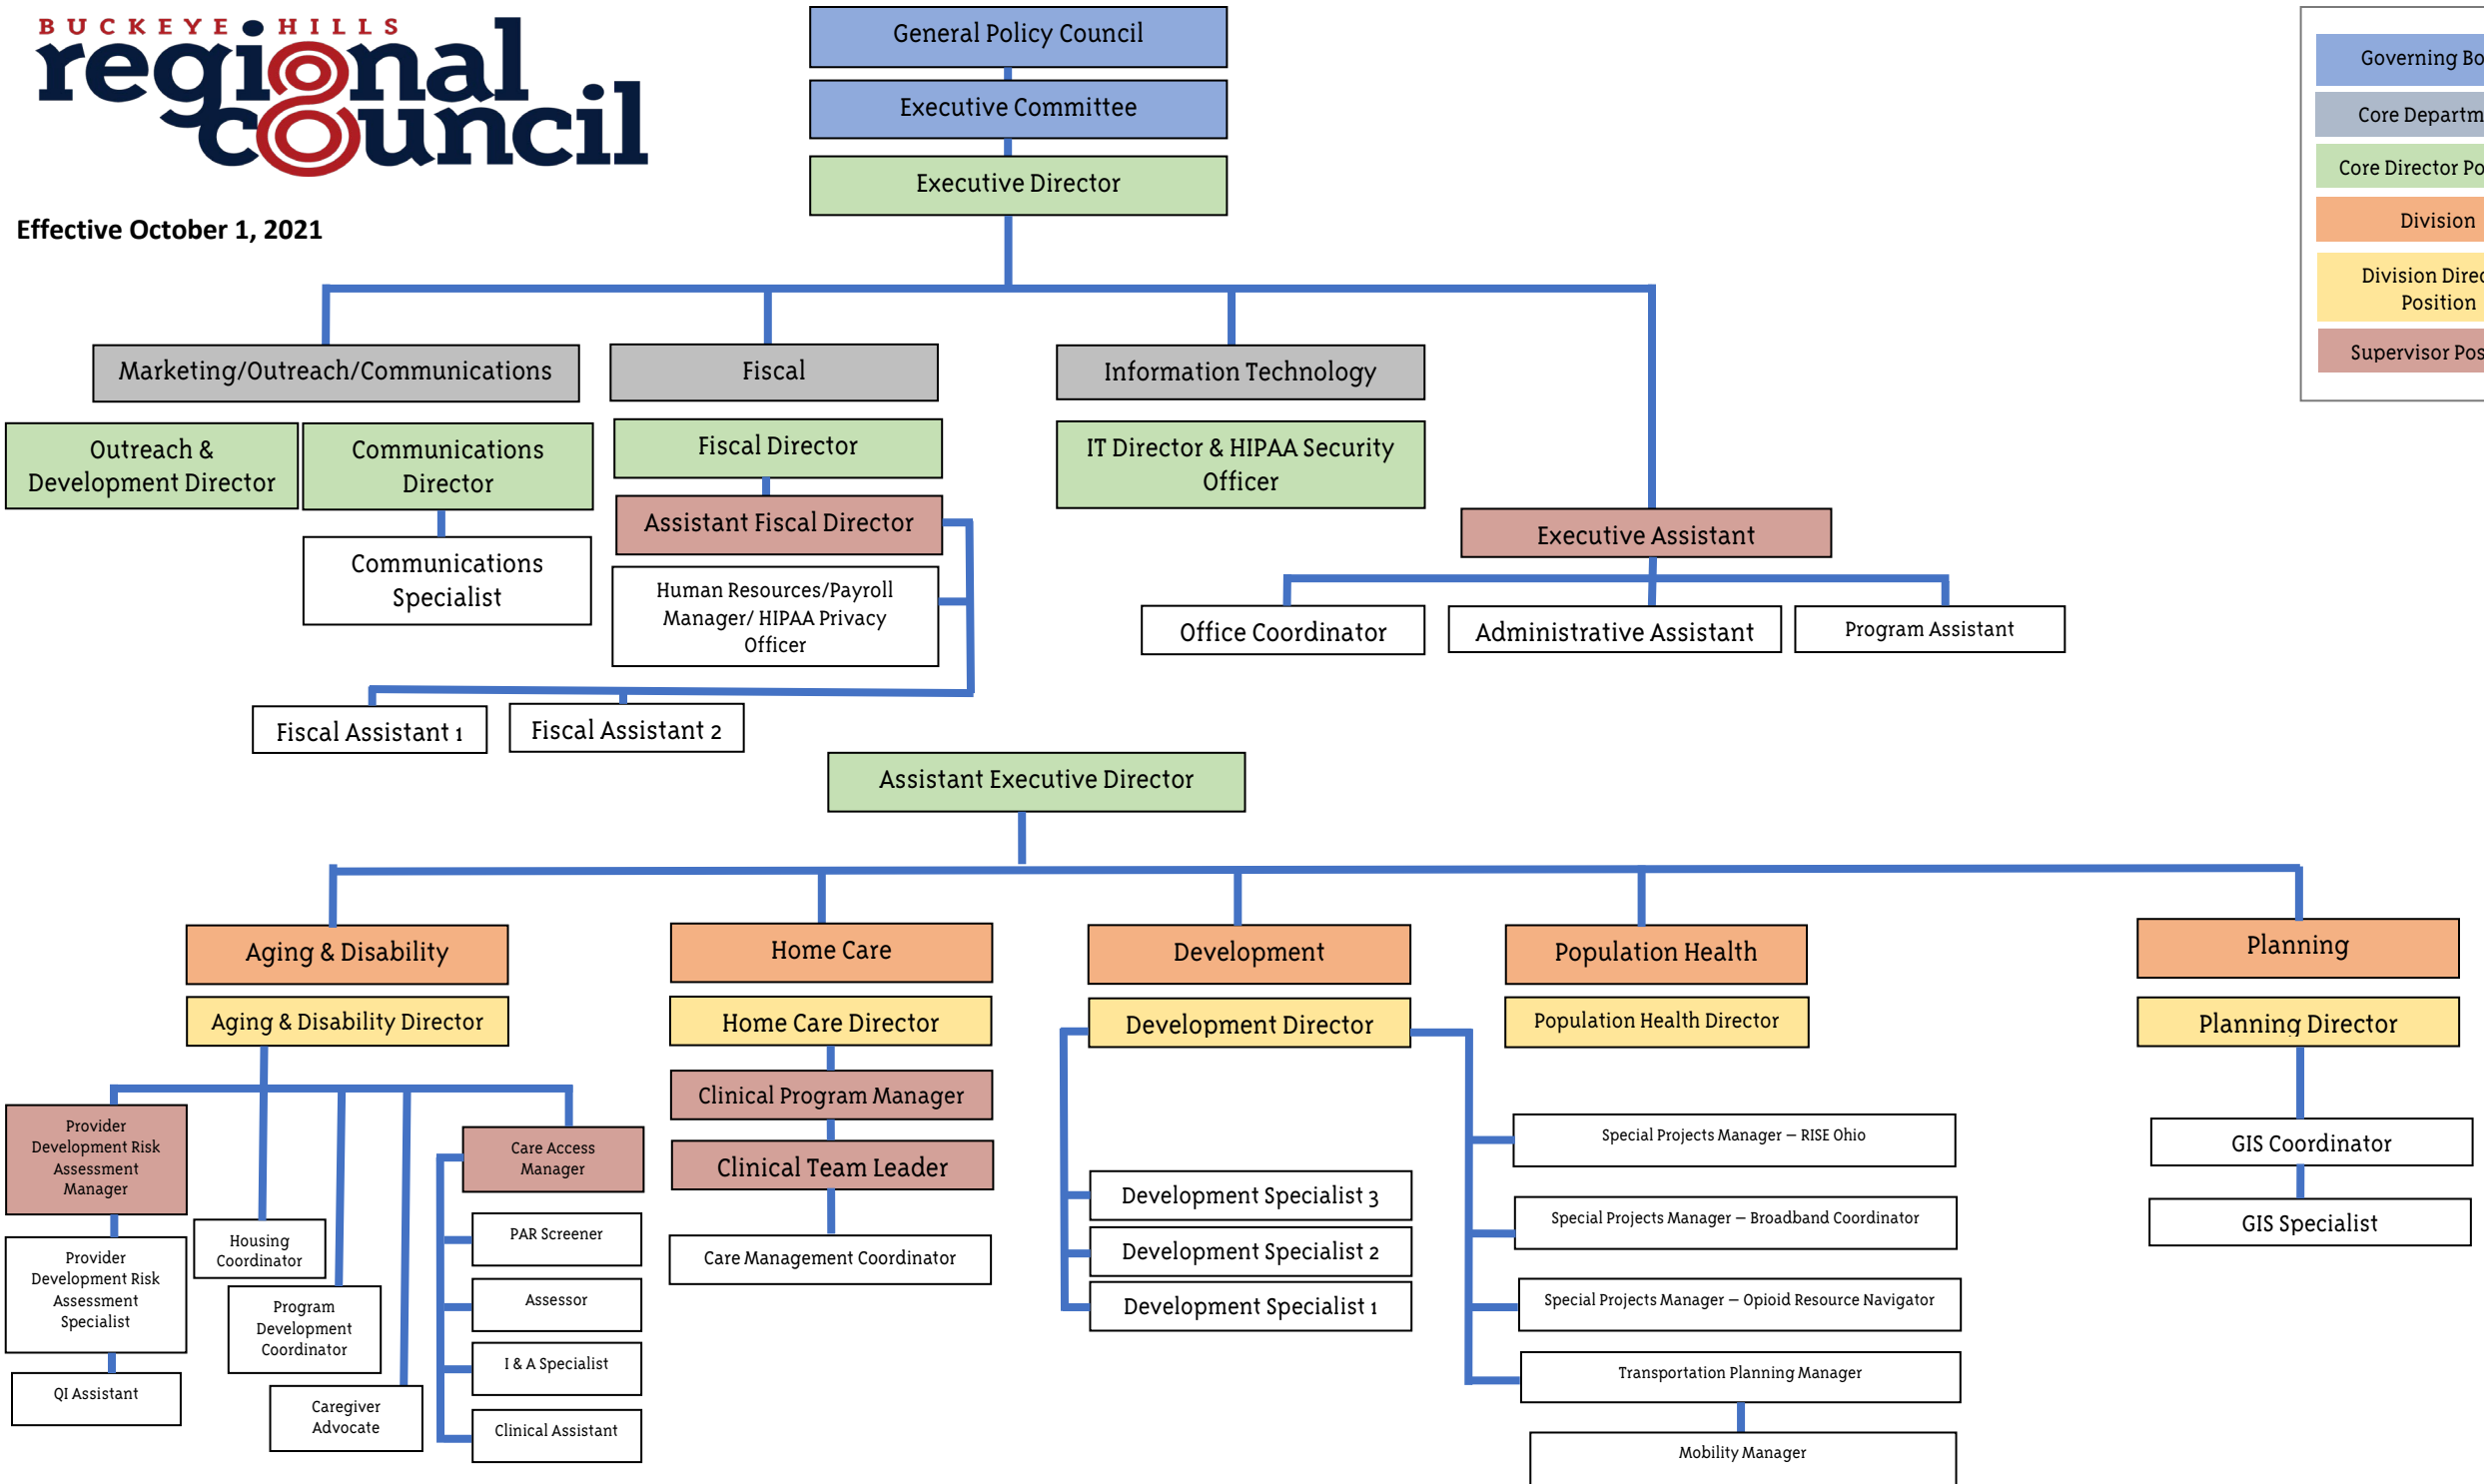 BUCKEYE HILLS
regional
council
Effective October 1, 2021
General Policy Council
Executive Committee
Executive Director
Governing Bo
Core Departm
Core Director Po
Division
Division Direc
Position
Supervisor Pos
Marketing/Outreach/Communications
Fiscal
Information Technology
Outreach &
Development Director
Communications
Director
Fiscal Director
IT Director & HIPAA Security
Officer
Assistant Fiscal Director
Executive Assistant
Communications
Specialist
Human Resources/Payroll
Manager/ HIPAA Privacy
Officer
Office Coordinator
Administrative Assistant
Program Assistant
Fiscal Assistant 1
Fiscal Assistant 2
Assistant Executive Director
Aging & Disability
Home Care
Development
Population Health
Planning
Aging & Disability Director
Home Care Director
Development Director
Population Health Director
Planning Director
Provider
Development Risk
Assessment
Manager
Provider
Development Risk
Assessment
Specialist
QI Assistant
Housing
Coordinator
Program
Development
Coordinator
Caregiver
Advocate
Care Access
Manager
PAR Screener
Assessor
I & A Specialist
Clinical Assistant
Clinical Program Manager
Clinical Team Leader
Care Management Coordinator
Development Specialist 3
Development Specialist 2
Development Specialist 1
Special Projects Manager – RISE Ohio
Special Projects Manager – Broadband Coordinator
Special Projects Manager – Opioid Resource Navigator
Transportation Planning Manager
Mobility Manager
GIS Coordinator
GIS Specialist